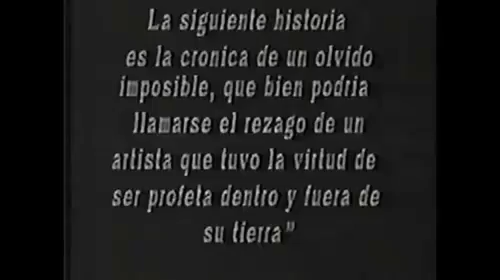 La siguiente historia
es la cronica de un olvido
imposible, que bien podria
llamarse el rezago de un
artista que tuvo la virtud de
ser profeta dentro y fuera de
su tierra"